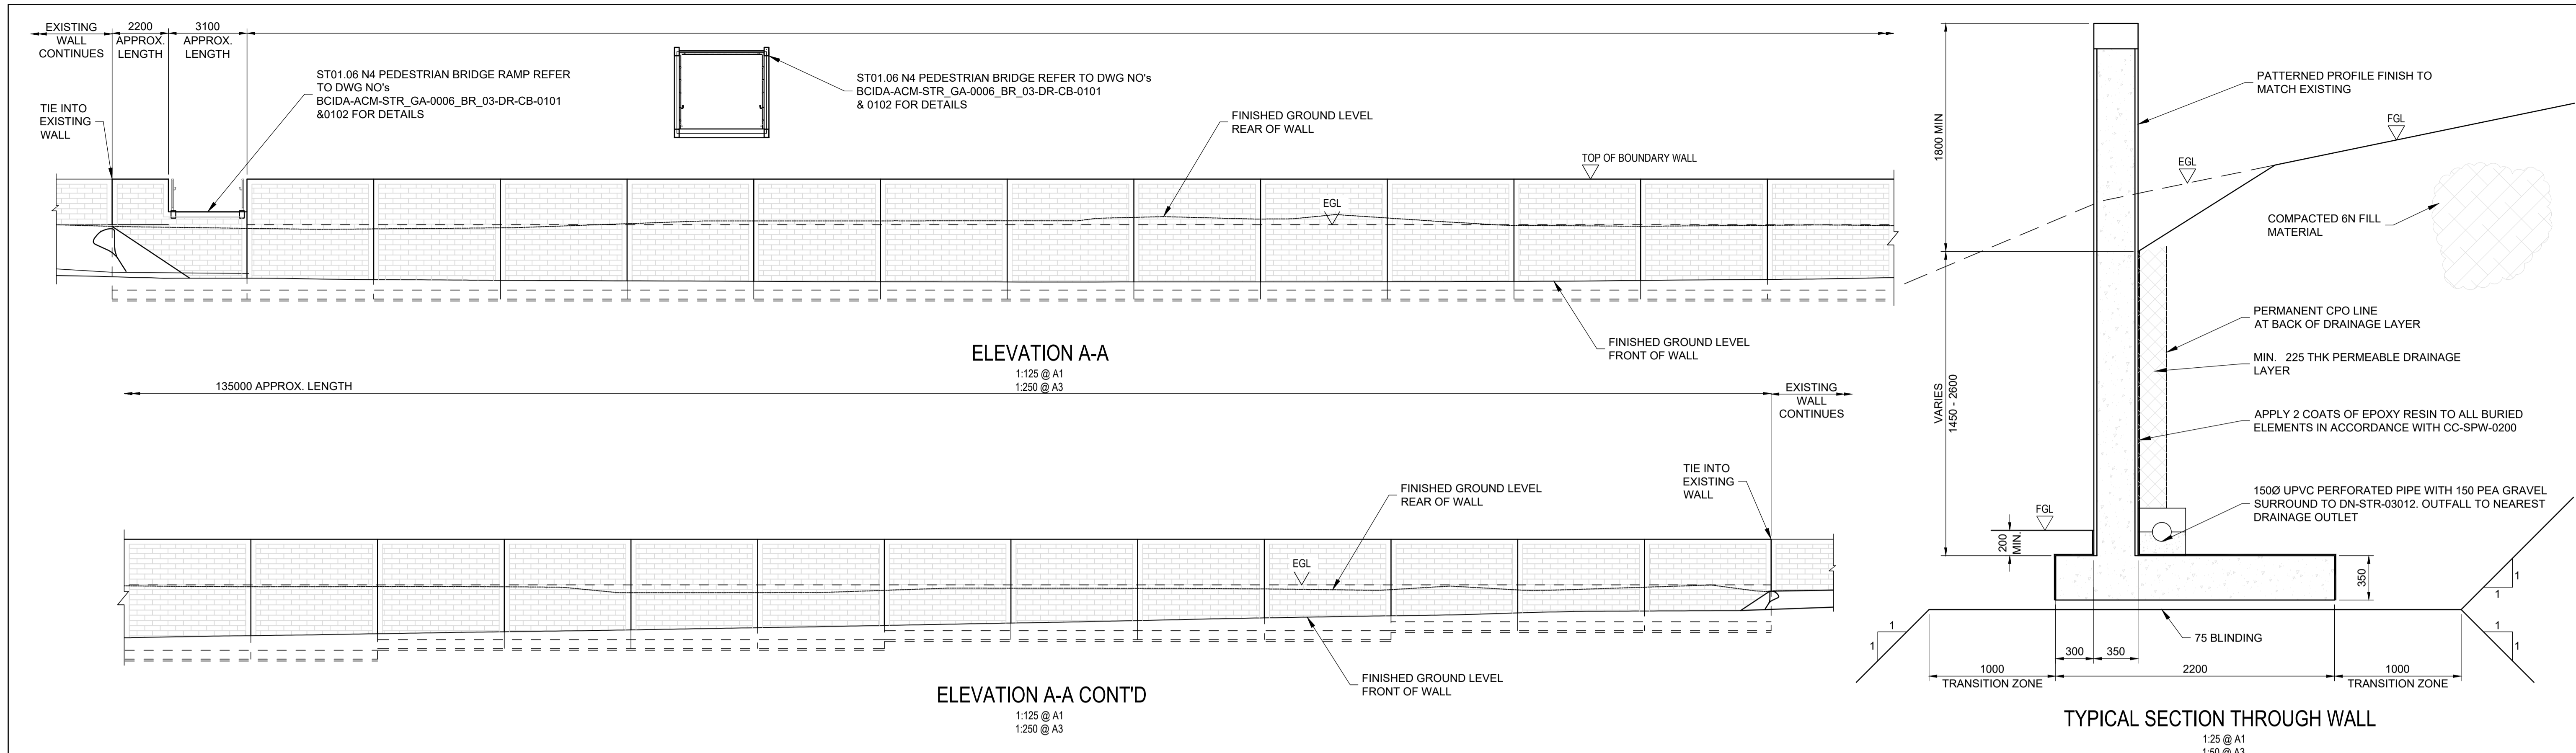 EXISTING
WALL
CONTINUES
2200
APPROX.
LENGTH
3100
APPROX.
LENGTH
TIE INTO
EXISTING
WALL
ST01.06 N4 PEDESTRIAN BRIDGE RAMP REFER
TO DWG NO's
BCIDA-ACM-STR_GA-0006_BR_03-DR-CB-0101
&0102 FOR DETAILS
ST01.06 N4 PEDESTRIAN BRIDGE REFER TO DWG NO's
BCIDA-ACM-STR_GA-0006_BR_03-DR-CB-0101
& 0102 FOR DETAILS
FINISHED GROUND LEVEL
REAR OF WALL
TOP OF BOUNDARY WALL
EGL
FINISHED GROUND LEVEL
FRONT OF WALL
ELEVATION A-A
1:125 @ A1
1:250 @ A3
135000 APPROX. LENGTH
EXISTING
WALL
CONTINUES
TIE INTO
EXISTING
WALL
FINISHED GROUND LEVEL
REAR OF WALL
EGL
FINISHED GROUND LEVEL
FRONT OF WALL
ELEVATION A-A CONT'D
1:125 @ A1
1:250 @ A3
1800 MIN
VARIES
1450 - 2600
200
MIN.
FGL
PATTERNED PROFILE FINISH TO
MATCH EXISTING
FGL
EGL
COMPACTED 6N FILL
MATERIAL
PERMANENT CPO LINE
AT BACK OF DRAINAGE LAYER
MIN. 225 THK PERMEABLE DRAINAGE
LAYER
APPLY 2 COATS OF EPOXY RESIN TO ALL BURIED
ELEMENTS IN ACCORDANCE WITH CC-SPW-0200
150Ø UPVC PERFORATED PIPE WITH 150 PEA GRAVEL
SURROUND TO DN-STR-03012. OUTFALL TO NEAREST
DRAINAGE OUTLET
350
1
1
1
1
1
1
75 BLINDING
300
350
1000
TRANSITION ZONE
2200
1000
TRANSITION ZONE
TYPICAL SECTION THROUGH WALL
1:25 @ A1
1:50 @ A3